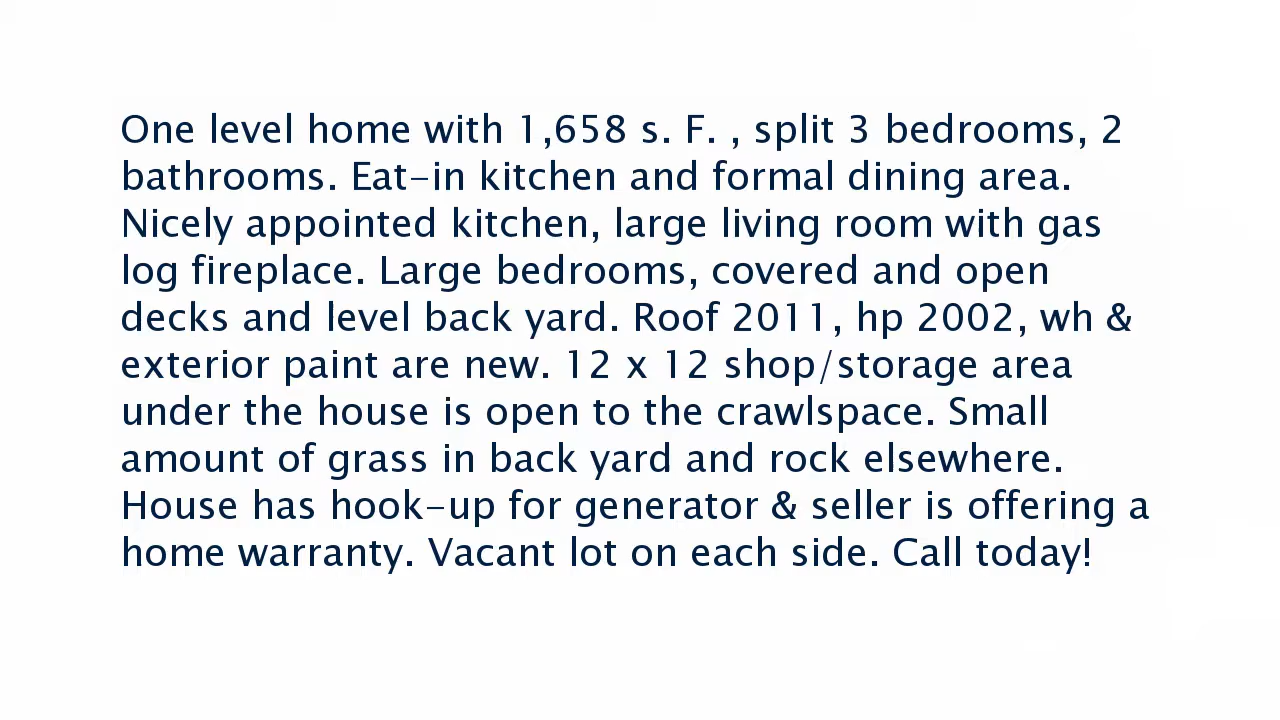 One level home with 1,658 s. F. , split 3 bedrooms, 2
bathrooms. Eat-in kitchen and formal dining area.
Nicely appointed kitchen, large living room with gas
log fireplace. Large bedrooms, covered and open
decks and level back yard. Roof 2011, hp 2002, wh &
exterior paint are new. 12 x 12 shop/storage area
under the house is open to the crawlspace. Small
amount of grass in back yard and rock elsewhere.
House has hook-up for generator & seller is offering a
home warranty. Vacant lot on each side. Call today!